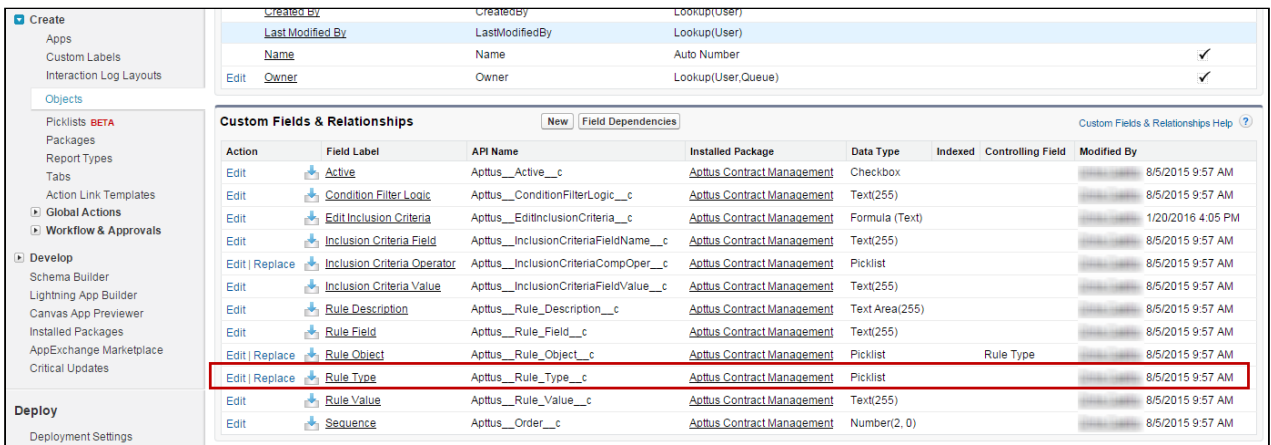 Create
Apps
Custom Labels
Interaction Log Layouts
Objects
Picklists BETA
Packages
Report Types
Tabs
Action Link Templates
Global Actions
Workflow & Approvals
Develop
Schema Builder
Lightning App Builder
Canvas App Previewer
Installed Packages
AppExchange Marketplace
Critical Updates
Deploy
Deployment Settings
Created By CreatedBy Lookup(User)
Last Modified By LastModifiedBy Lookup(User)
Name Name Auto Number ✓
Edit Owner Owner Lookup(User,Queue) ✓
Custom Fields & Relationships New Field Dependencies Custom Fields & Relationships Help ?
Action Field Label API Name Installed Package Data Type Indexed Controlling Field Modified By
Edit Active Apttus__Active__c Apttus Contract Management Checkbox 8/5/2015 9:57 AM
Edit Condition Filter Logic Apttus__ConditionFilterLogic__c Apttus Contract Management Text(255) 8/5/2015 9:57 AM
Edit Edit Inclusion Criteria Apttus__EditInclusionCriteria__c Apttus Contract Management Formula (Text) 1/20/2016 4:05 PM
Edit Inclusion Criteria Field Apttus__InclusionCriteriaFieldName__c Apttus Contract Management Text(255) 8/5/2015 9:57 AM
Edit | Replace Inclusion Criteria Operator Apttus__InclusionCriteriaCompOper__c Apttus Contract Management Picklist 8/5/2015 9:57 AM
Edit Inclusion Criteria Value Apttus__InclusionCriteriaFieldValue__c Apttus Contract Management Text(255) 8/5/2015 9:57 AM
Edit Rule Description Apttus__Rule_Description__c Apttus Contract Management Text Area(255) 8/5/2015 9:57 AM
Edit Rule Field Apttus__Rule_Field__c Apttus Contract Management Text(255) 8/5/2015 9:57 AM
Edit | Replace Rule Object Apttus__Rule_Object__c Apttus Contract Management Picklist Rule Type 8/5/2015 9:57 AM
Edit | Replace Rule Type Apttus__Rule_Type__c Apttus Contract Management Picklist 8/5/2015 9:57 AM
Edit Rule Value Apttus__Rule_Value__c Apttus Contract Management Text(255) 8/5/2015 9:57 AM
Edit Sequence Apttus__Order__c Apttus Contract Management Number(2, 0) 8/5/2015 9:57 AM